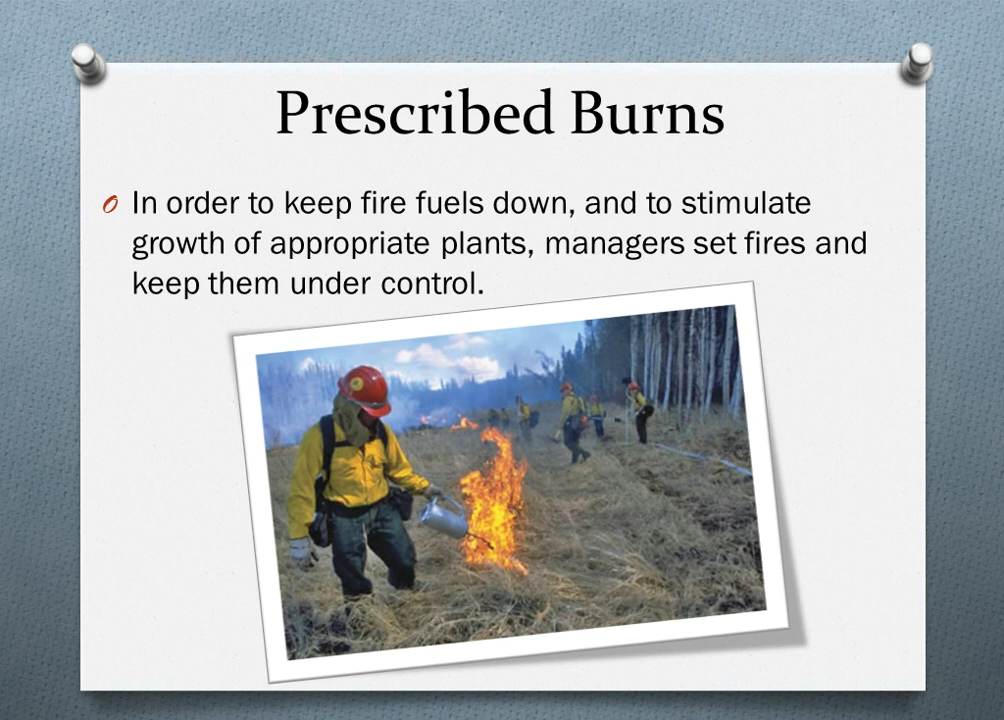 Prescribed Burns
In order to keep fire fuels down, and to stimulate
growth of appropriate plants, managers set fires and
keep them under control.